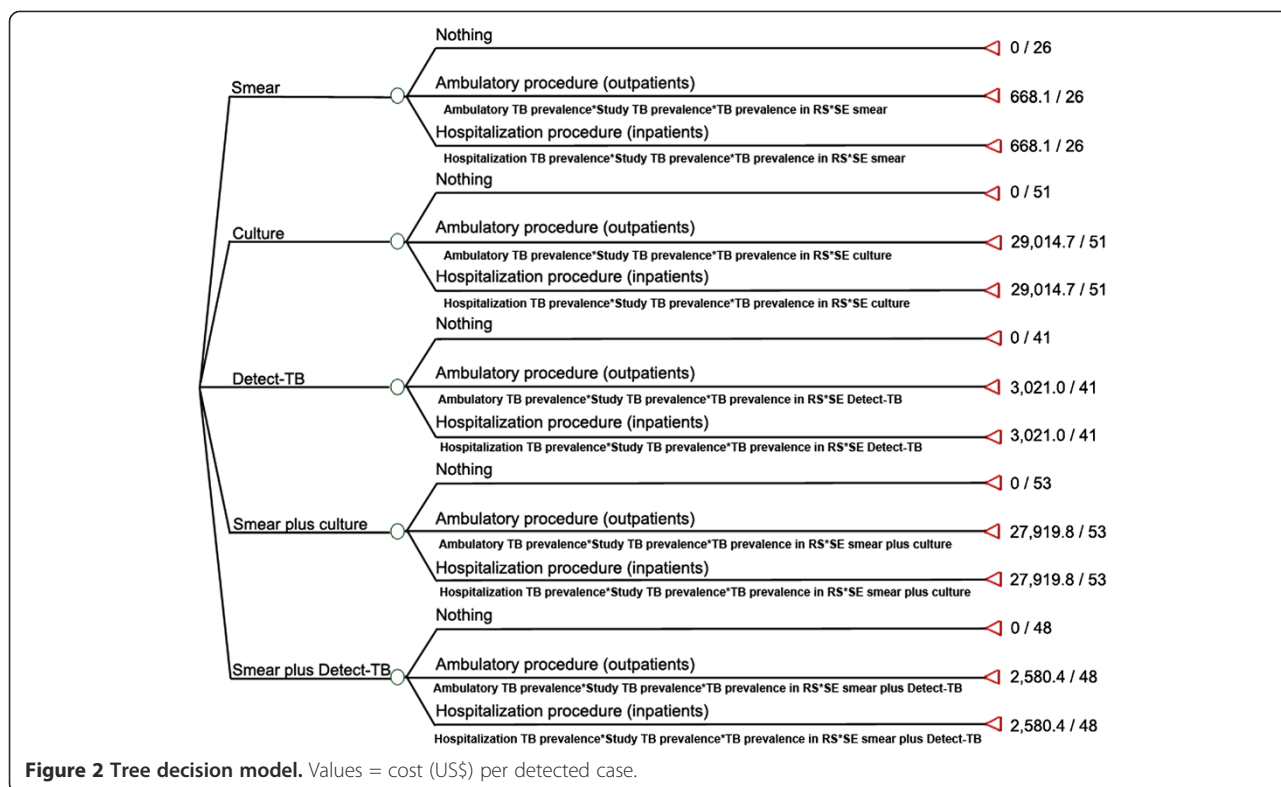 Nothing
0 / 26
Smear
Ambulatory procedure (outpatients)
668.1 / 26
Ambulatory TB prevalence*Study TB prevalence*TB prevalence in RS*SE smear
Hospitalization procedure (inpatients)
668.1 / 26
Hospitalization TB prevalence*Study TB prevalence*TB prevalence in RS*SE smear
Nothing
0 / 51
Culture
Ambulatory procedure (outpatients)
29,014.7 / 51
Ambulatory TB prevalence*Study TB prevalence*TB prevalence in RS*SE culture
Hospitalization procedure (inpatients)
29,014.7 / 51
Hospitalization TB prevalence*Study TB prevalence*TB prevalence in RS*SE culture
Nothing
0 / 41
Detect-TB
Ambulatory procedure (outpatients)
3,021.0 / 41
Ambulatory TB prevalence*Study TB prevalence*TB prevalence in RS*SE Detect-TB
Hospitalization procedure (inpatients)
3,021.0 / 41
Hospitalization TB prevalence*Study TB prevalence*TB prevalence in RS*SE Detect-TB
Nothing
0 / 53
Smear plus culture
Ambulatory procedure (outpatients)
27,919.8 / 53
Ambulatory TB prevalence*Study TB prevalence*TB prevalence in RS*SE smear plus culture
Hospitalization procedure (inpatients)
27,919.8 / 53
Hospitalization TB prevalence*Study TB prevalence*TB prevalence in RS*SE smear plus culture
Nothing
0 / 48
Smear plus Detect-TB
Ambulatory procedure (outpatients)
2,580.4 / 48
Ambulatory TB prevalence*Study TB prevalence*TB prevalence in RS*SE smear plus Detect-TB
Hospitalization procedure (inpatients)
2,580.4 / 48
Hospitalization TB prevalence*Study TB prevalence*TB prevalence in RS*SE smear plus Detect-TB
Figure 2 Tree decision model. Values = cost (US$) per detected case.